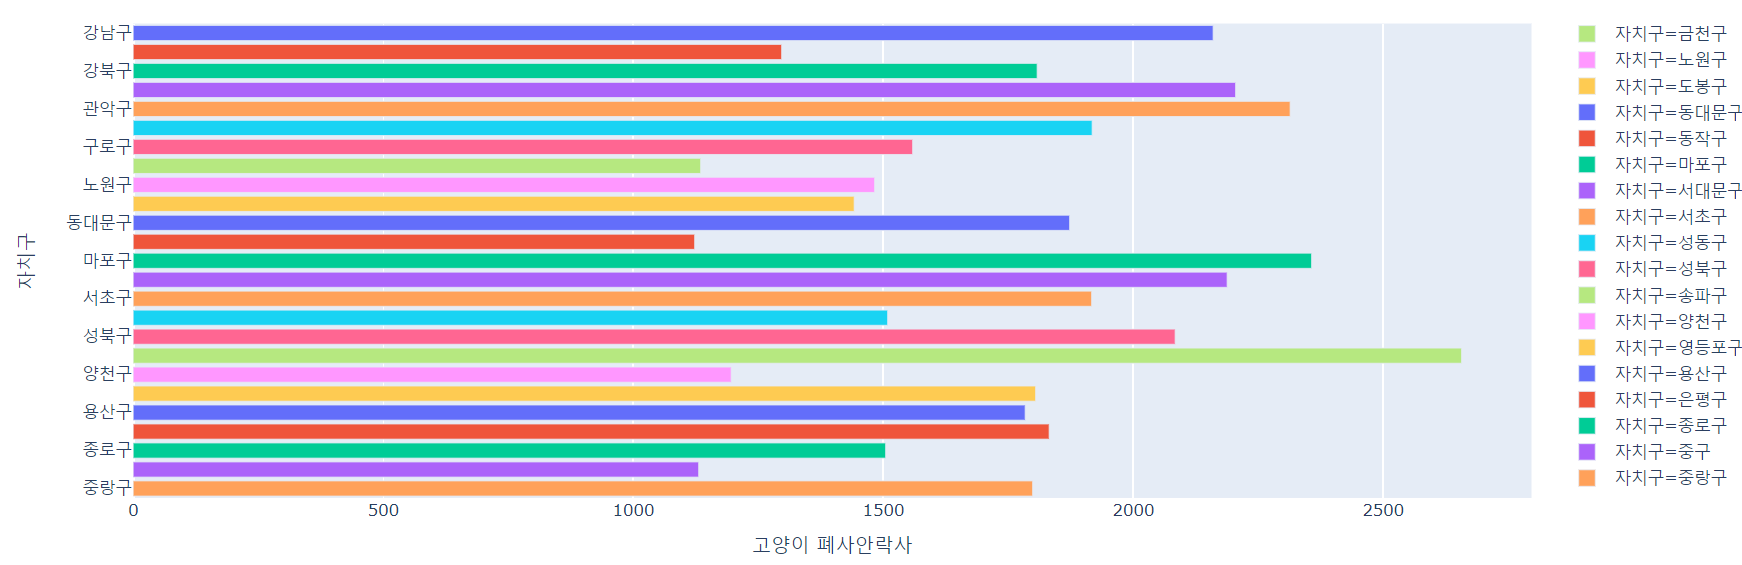 강남구
강북구
관악구
구로구
노원구
동대문구
마포구
서초구
성북구
양천구
용산구
종로구
중랑구
자치구
0 500 1000 1500 2000 2500
고양이 폐사안락사
자치구=금천구
자치구=노원구
자치구=도봉구
자치구=동대문구
자치구=동작구
자치구=마포구
자치구=서대문구
자치구=서초구
자치구=성동구
자치구=성북구
자치구=송파구
자치구=양천구
자치구=영등포구
자치구=용산구
자치구=은평구
자치구=종로구
자치구=중구
자치구=중랑구